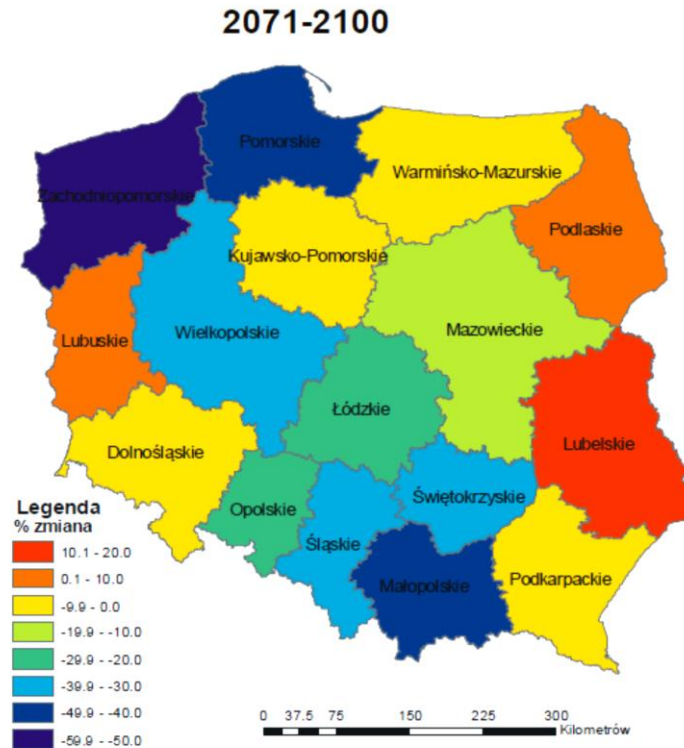 2071-2100
Pomorskie
Warmińsko-Mazurskie
Zachodniopomorskie
Podlaskie
Kujawsko-Pomorskie
Lubuskie
Wielkopolskie
Mazowieckie
Łódzkie
Lubelskie
Dolnośląskie
Świętokrzyskie
Opolskie
Śląskie
Małopolskie
Podkarpackie
Legenda
% zmiana
10.1 - 20.0
0.1 - 10.0
-9.9 - 0.0
-19.9 - -10.0
-29.9 - -20.0
-39.9 - -30.0
-49.9 - -40.0
-59.9 - -50.0
0 37.5 75 150 225 300
Kilometrów